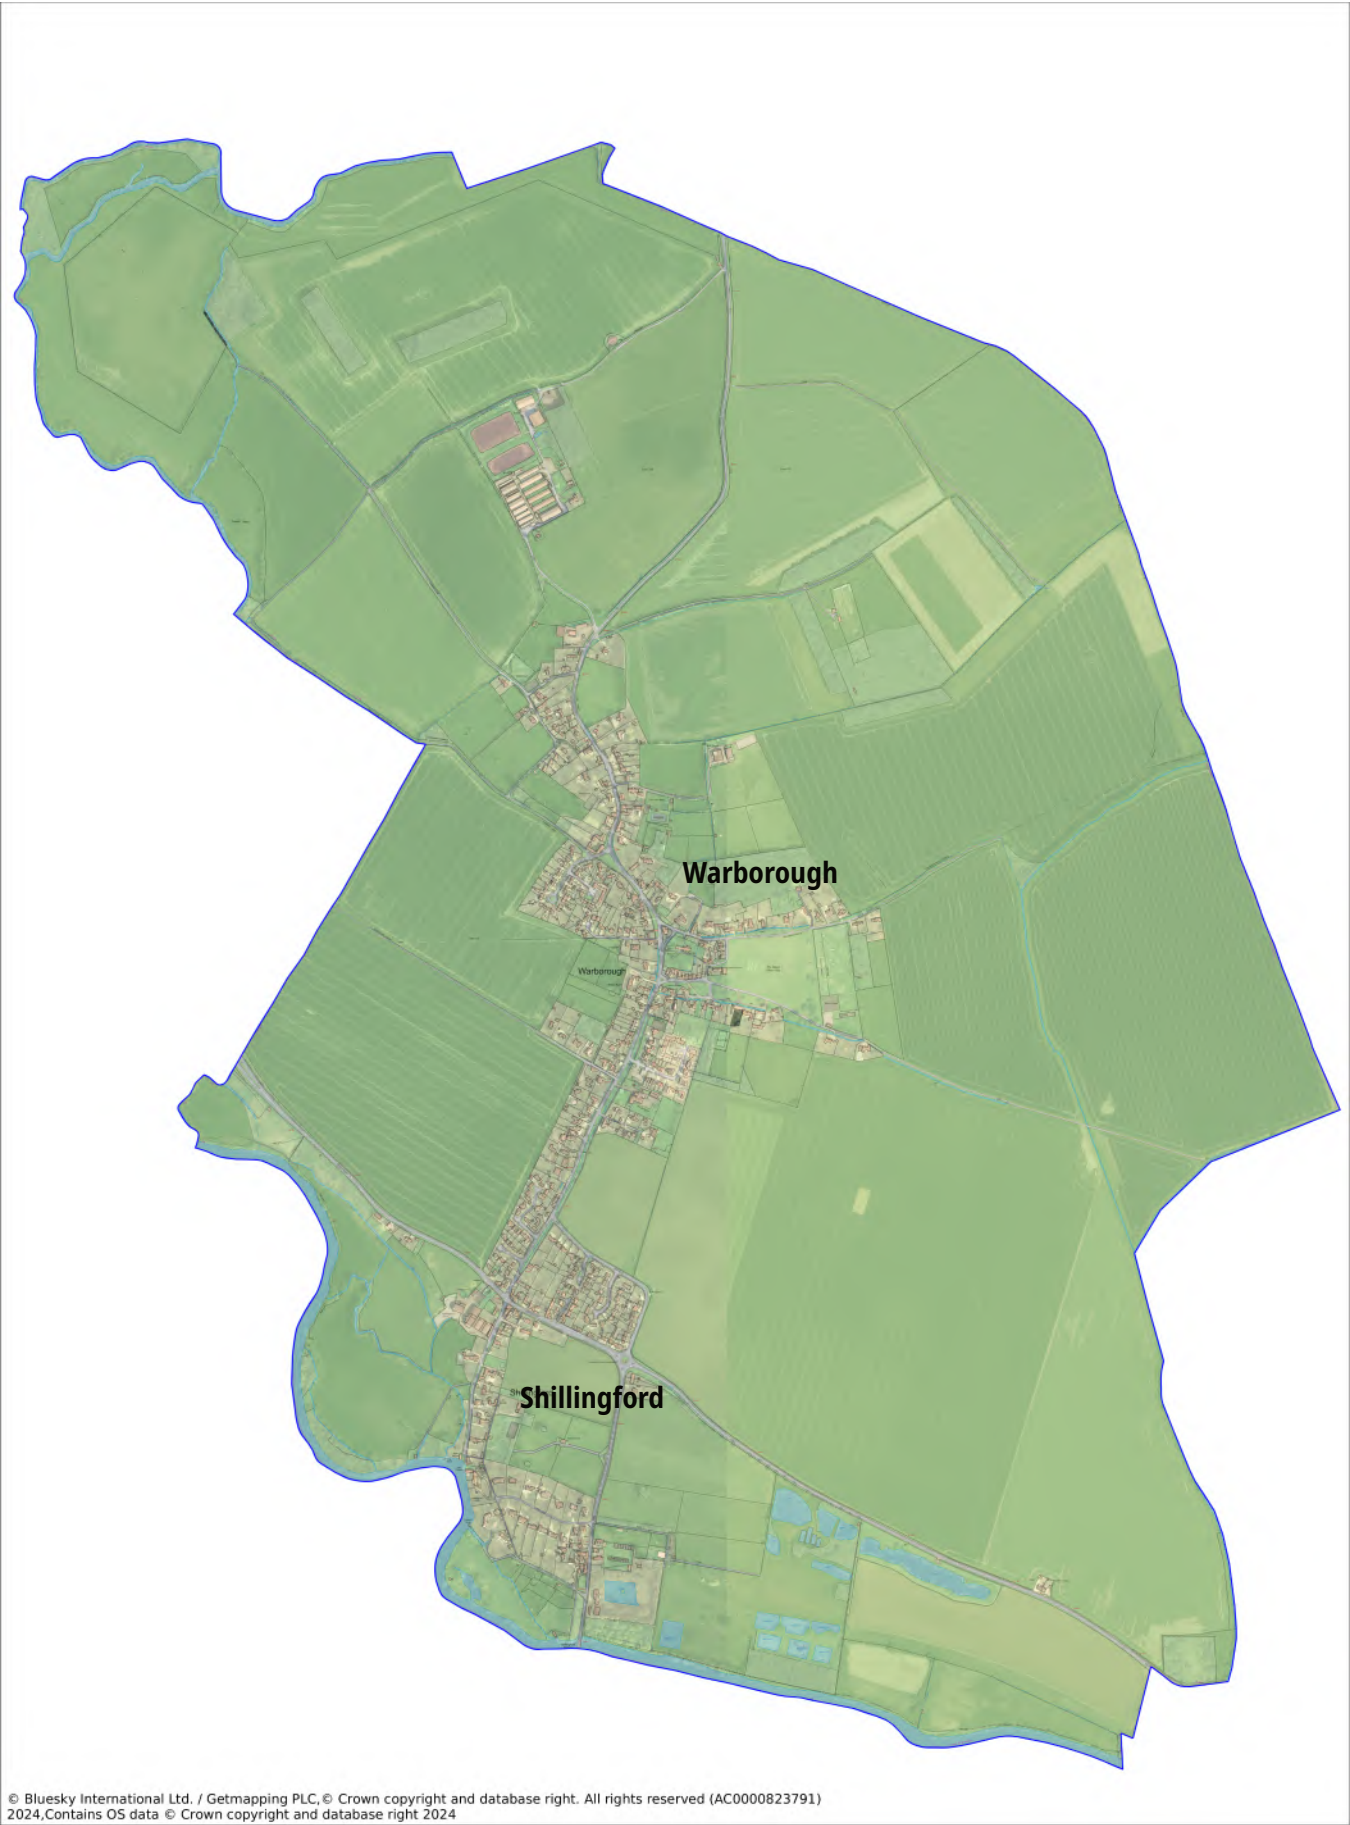 Warborough
Warborough
Shillingford
© Bluesky International Ltd. / Getmapping PLC,© Crown copyright and database right. All rights reserved (AC0000823791)
2024,Contains OS data © Crown copyright and database right 2024